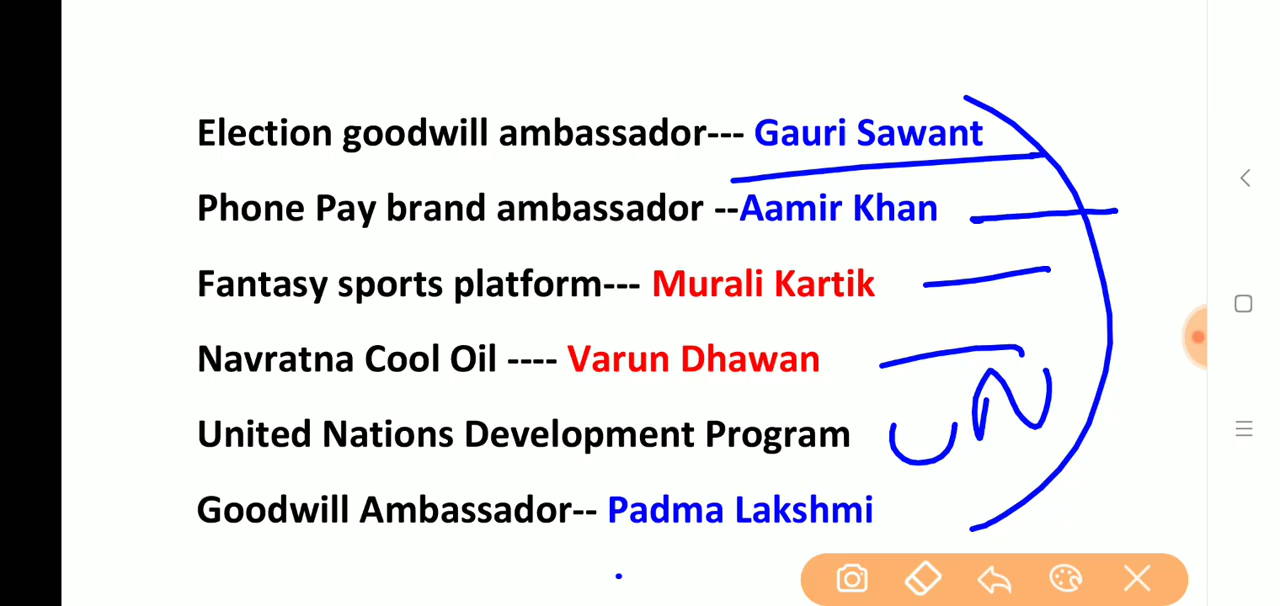 Election goodwill ambassador--- Gauri Sawant
Phone Pay brand ambassador --Aamir Khan
Fantasy sports platform--- Murali Kartik
Navratna Cool Oil ---- Varun Dhawan
United Nations Development Program UN
Goodwill Ambassador-- Padma Lakshmi